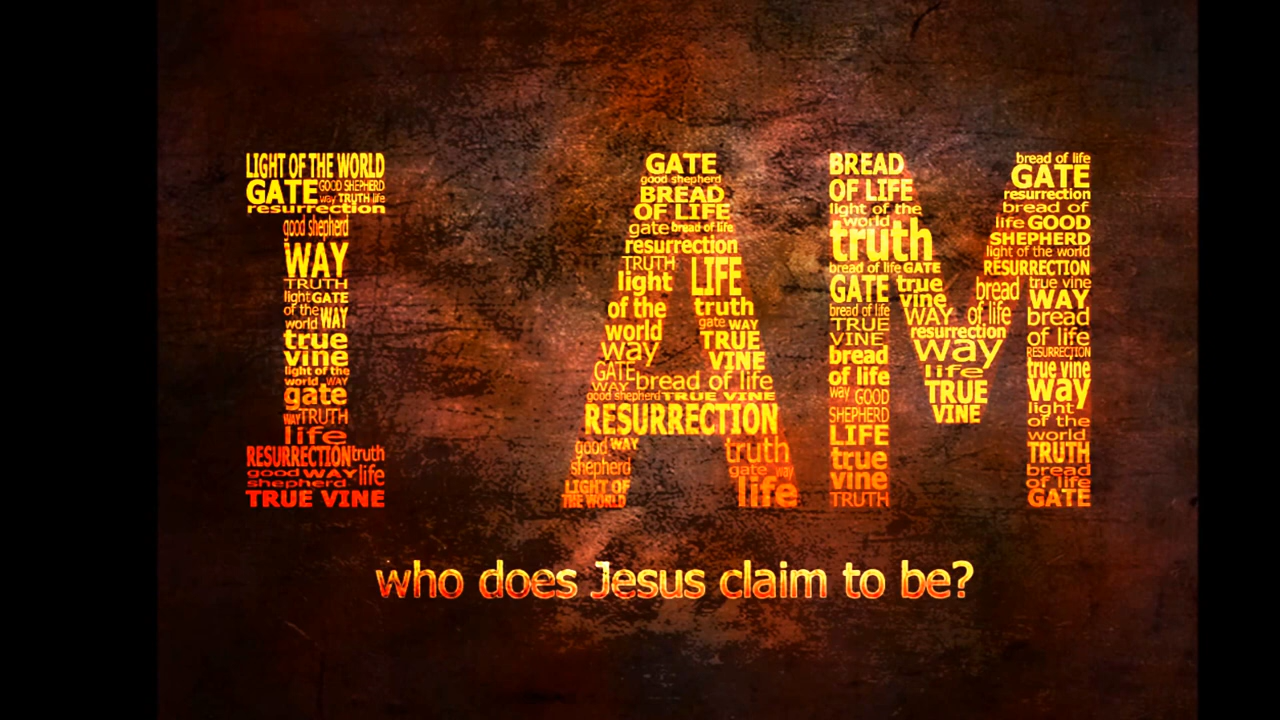 LIGHT OF THE WORLD
GATE GOOD SHEPHERD
way TRUTH life
resurrection
good shepherd
WAY
TRUTH
light GATE
of the WAY
world
true
vine
light of the
world WAY
gate
WAY TRUTH
life
RESURRECTION truth
good WAY life
shepherd
TRUE VINE
GATE
good shepherd
BREAD
OF LIFE
gate bread of life
resurrection
TRUTH LIFE
light
of the truth
world gate WAY
way TRUE
VINE
GATE
WAY bread of life
good shepherd TRUE VINE
RESURRECTION
good WAY truth
shepherd gate way
LIGHT OF life
THE WORLD
BREAD
OF LIFE
light of the
world
truth
bread of life GATE
GATE true
vine
bread of life WAY
TRUE resurrection
VINE way
bread life
of life TRUE
VINE
way GOOD
SHEPHERD
LIFE
true
vine
TRUTH
bread of life
GATE
resurrection
bread of
life GOOD
SHEPHERD
light of the world
RESURRECTION
bread true vine
of life WAY
bread
of life
RESURRECTION
true vine
way
light
of the
world
TRUTH
bread
of life
GATE
who does Jesus claim to be?